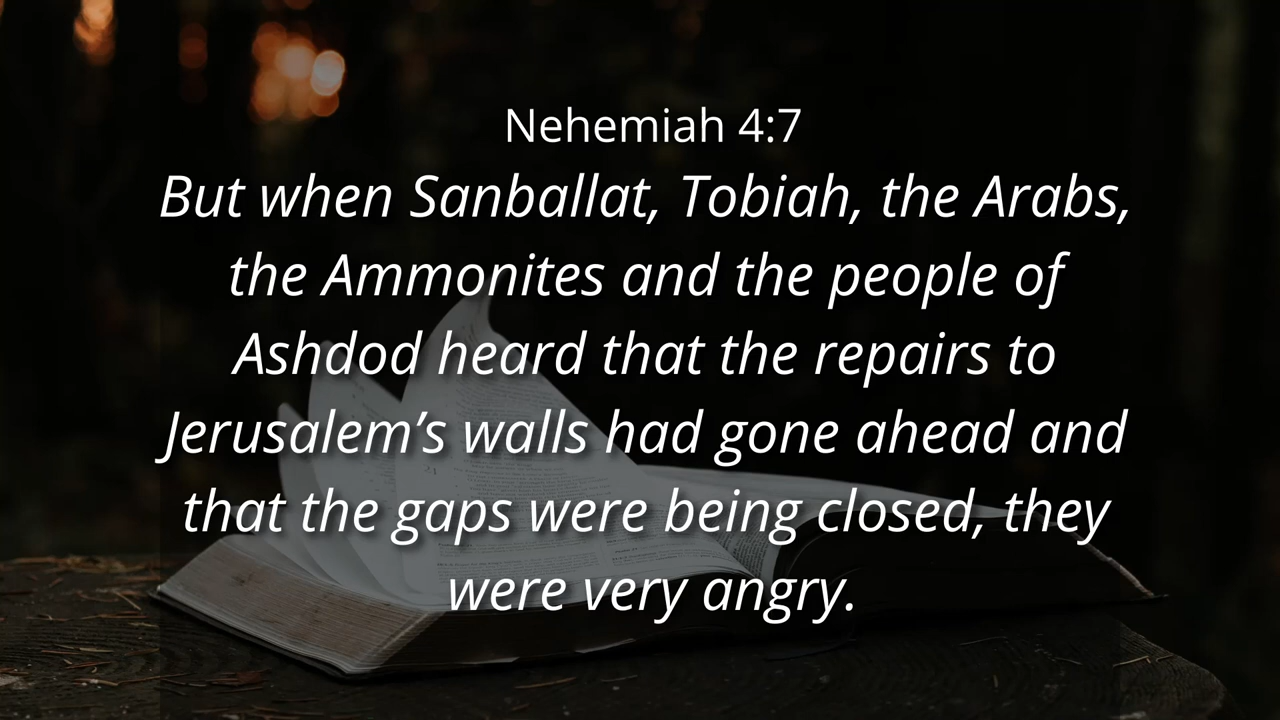 Nehemiah 4:7
But when Sanballat, Tobiah, the Arabs,
the Ammonites and the people of
Ashdod heard that the repairs to
Jerusalem’s walls had gone ahead and
that the gaps were being closed, they
were very angry.